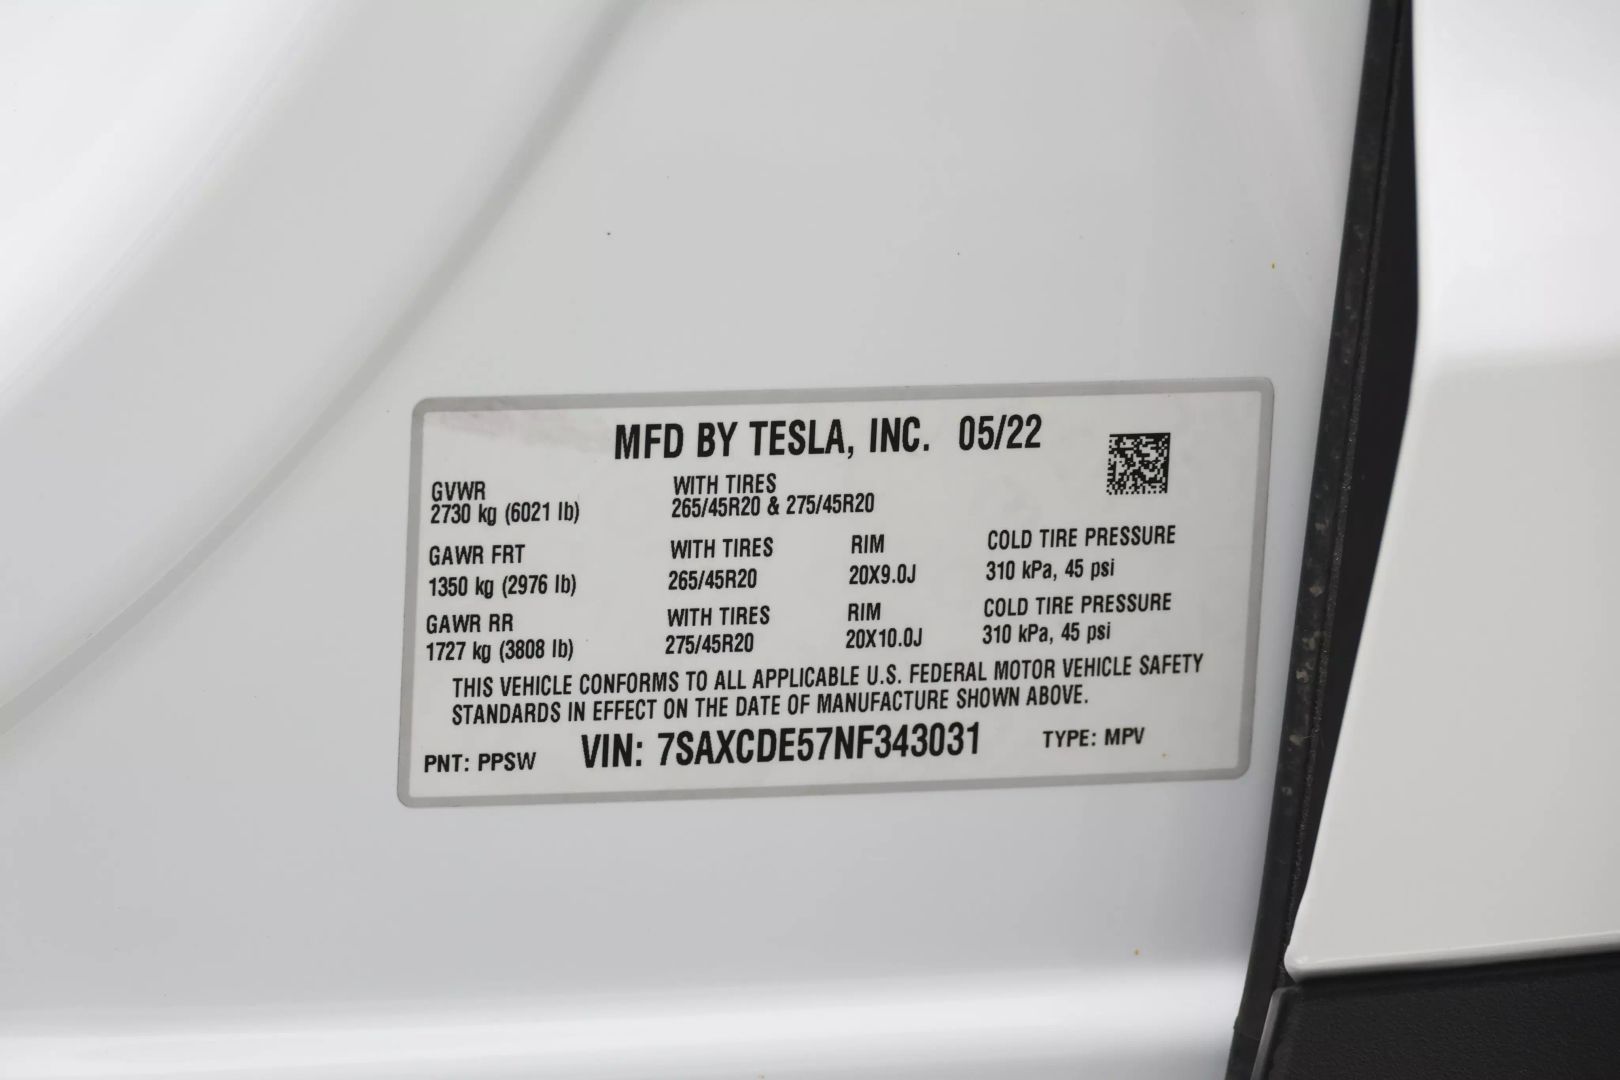 MFD BY TESLA, INC. 05/22
GVWR
2730 kg (6021 lb)
WITH TIRES
265/45R20 & 275/45R20
GAWR FRT
1350 kg (2976 lb)
WITH TIRES
265/45R20
RIM
20X9.0J
COLD TIRE PRESSURE
310 kPa, 45 psi
GAWR RR
1727 kg (3808 lb)
WITH TIRES
275/45R20
RIM
20X10.0J
COLD TIRE PRESSURE
310 kPa, 45 psi
THIS VEHICLE CONFORMS TO ALL APPLICABLE U.S. FEDERAL MOTOR VEHICLE SAFETY
STANDARDS IN EFFECT ON THE DATE OF MANUFACTURE SHOWN ABOVE.
PNT: PPSW VIN: 7SAXCDE57NF343031 TYPE: MPV